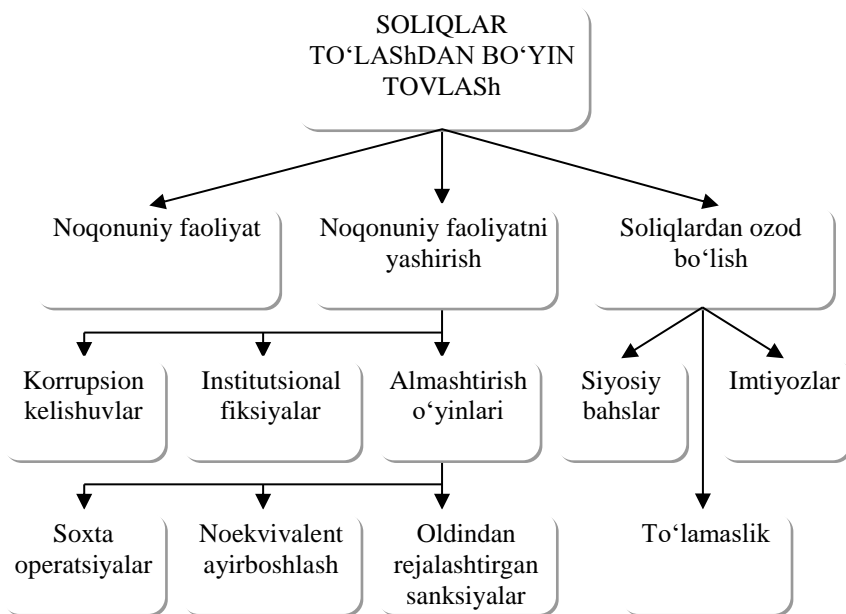 SOLIQLAR
TO‘LAShDAN BO‘YIN
TOVLASh
Noqonuniy faoliyat
Noqonuniy faoliyatni
yashirish
Soliqlardan ozod
bo‘lish
Korrupsion
kelishuvlar
Institutsional
fiksiyalar
Almashtirish
o‘yinlari
Siyosiy
bahslar
Imtiyozlar
Soxta
operatsiyalar
Noekvivalent
ayirboshlash
Oldindan
rejalashtirgan
sanksiyalar
To‘lamaslik